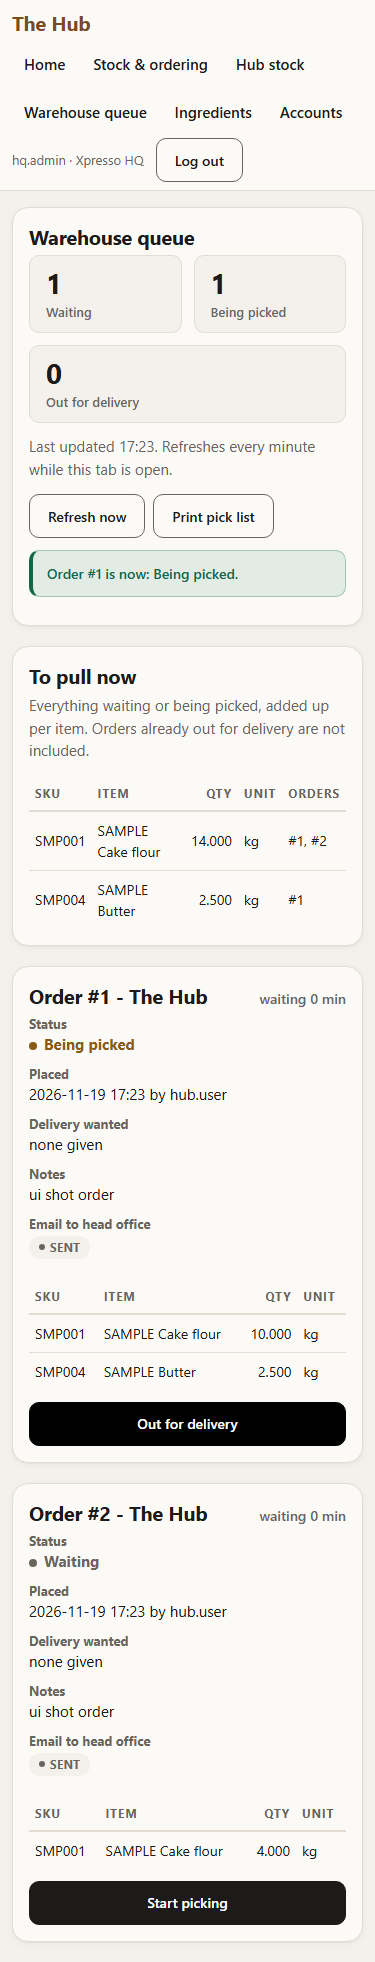 The Hub
Home Stock & ordering Hub stock
Warehouse queue Ingredients Accounts
hq.admin · Xpresso HQ Log out
Warehouse queue
1
Waiting
1
Being picked
0
Out for delivery
Last updated 17:23. Refreshes every minute
while this tab is open.
Refresh now Print pick list
Order #1 is now: Being picked.
To pull now
Everything waiting or being picked, added up
per item. Orders already out for delivery are not
included.
SKU ITEM QTY UNIT ORDERS
SMP001 SAMPLE Cake flour 14.000 kg #1, #2
SMP004 SAMPLE Butter 2.500 kg #1
Order #1 - The Hub waiting 0 min
Status
Being picked
Placed
2026-11-19 17:23 by hub.user
Delivery wanted
none given
Notes
ui shot order
Email to head office
SENT
SKU ITEM QTY UNIT
SMP001 SAMPLE Cake flour 10.000 kg
SMP004 SAMPLE Butter 2.500 kg
Out for delivery
Order #2 - The Hub waiting 0 min
Status
Waiting
Placed
2026-11-19 17:23 by hub.user
Delivery wanted
none given
Notes
ui shot order
Email to head office
SENT
SKU ITEM QTY UNIT
SMP001 SAMPLE Cake flour 4.000 kg
Start picking